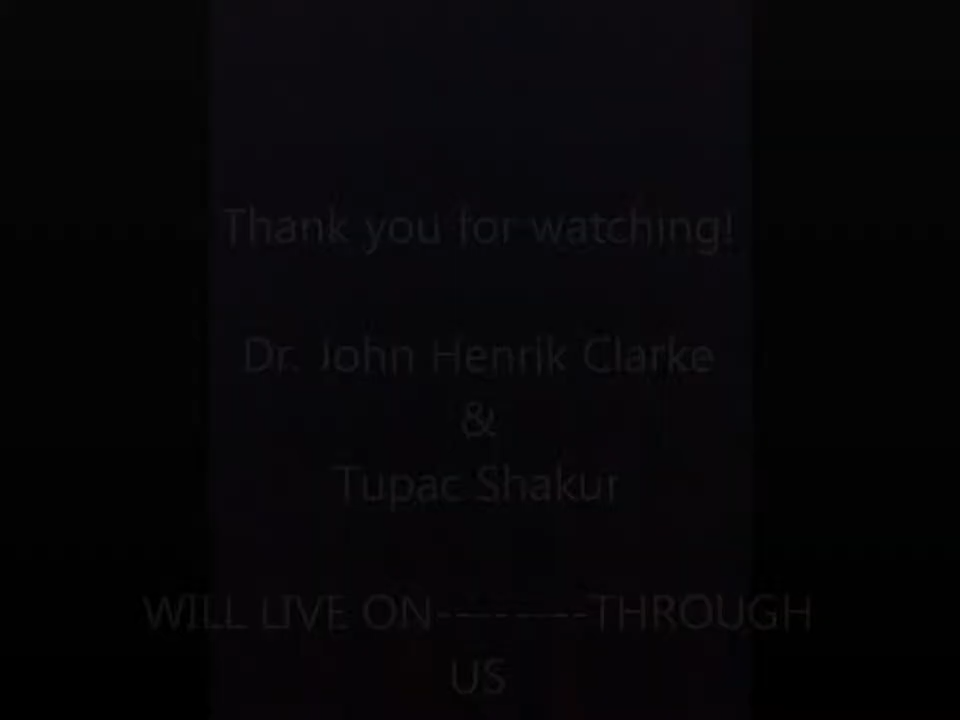 Thank you for watching!
Dr. John Henrik Clarke
&
Tupac Shakur
WILL LIVE ON--------THROUGH
US